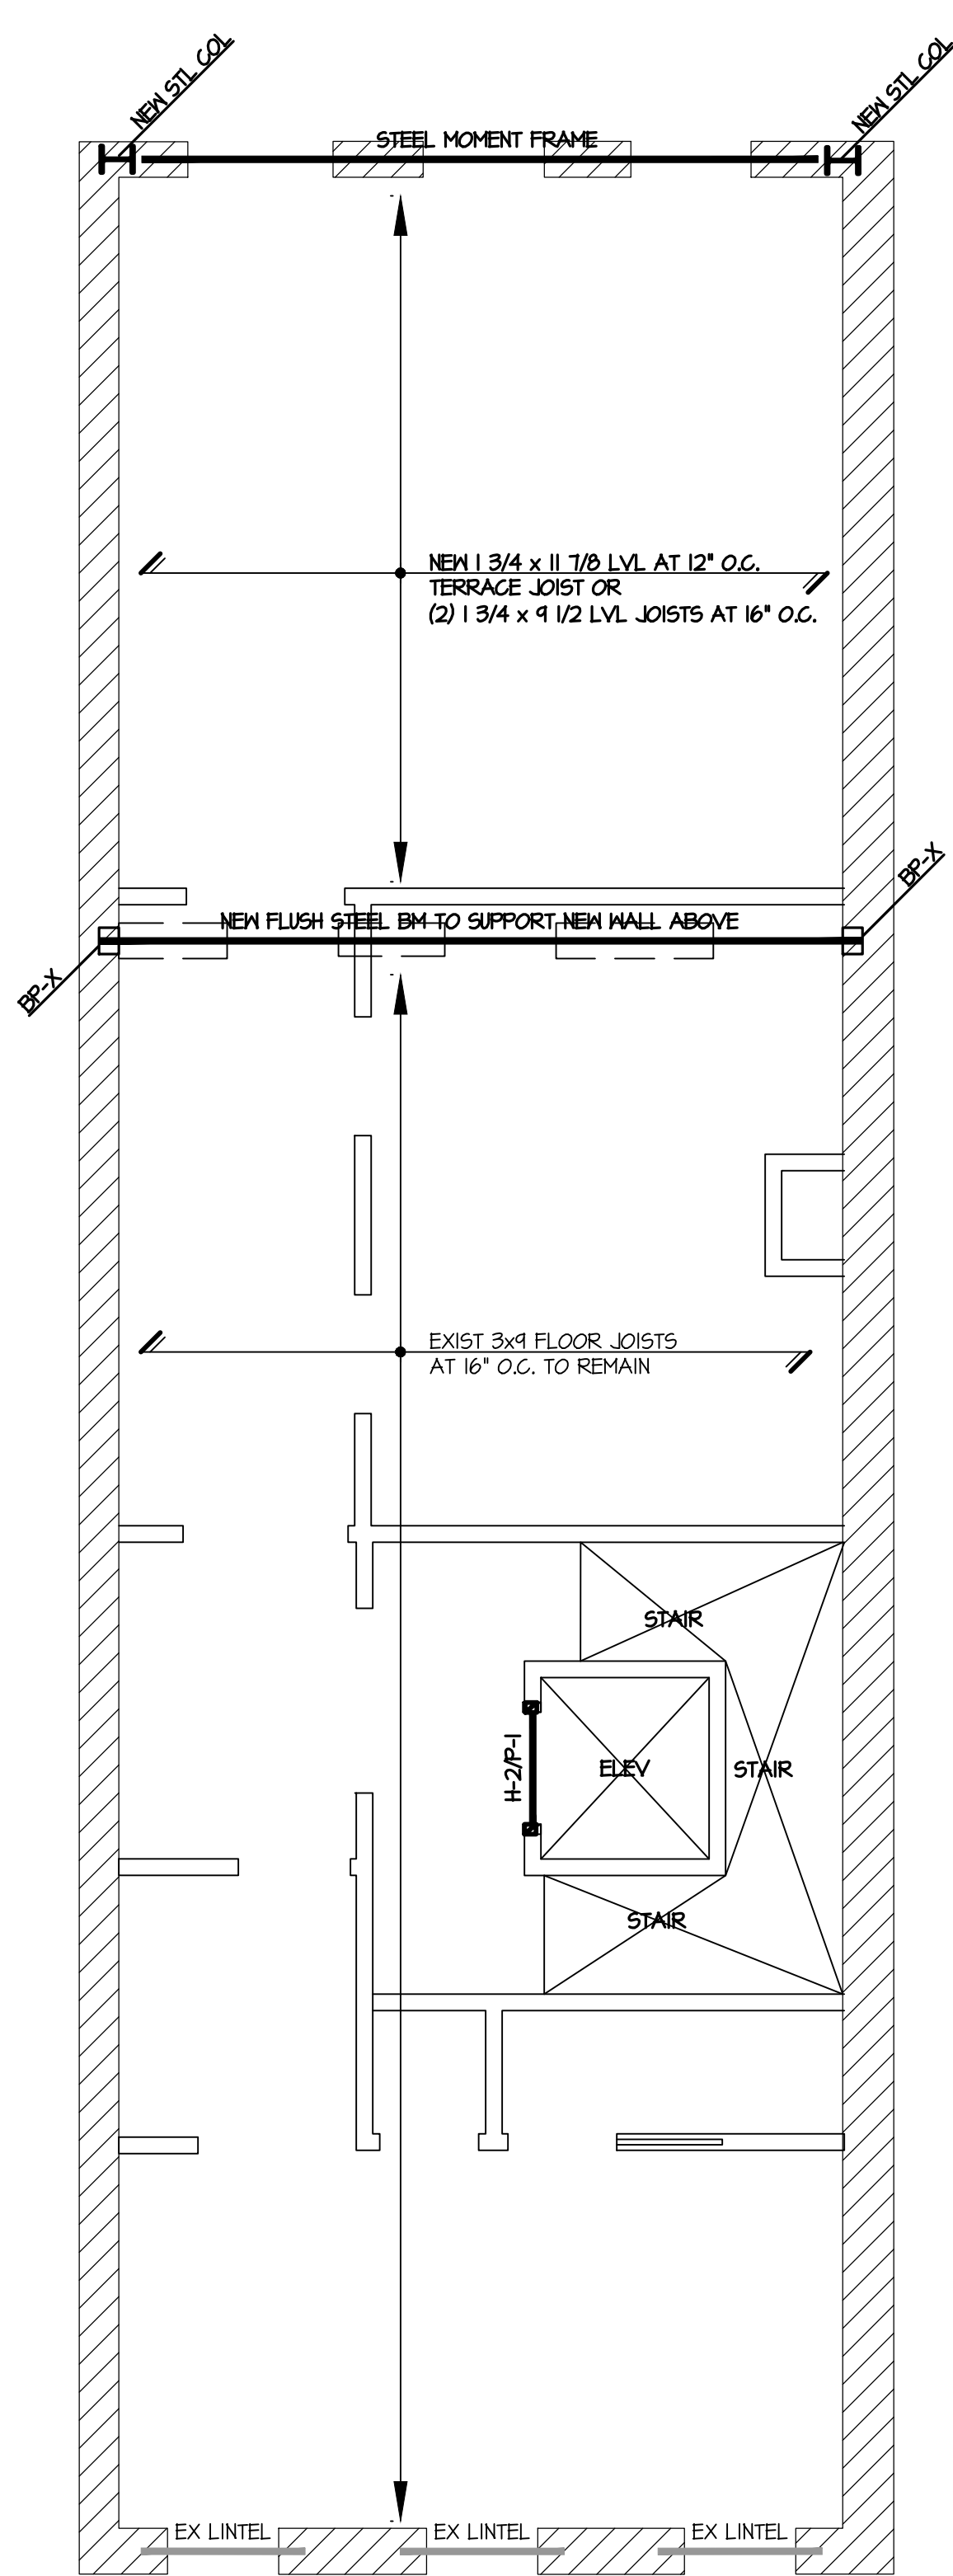 NEW STL COL
NEW STL COL
STEEL MOMENT FRAME
NEW 1 3/4 x 11 7/8 LVL AT 12" O.C.
TERRACE JOIST OR
(2) 1 3/4 x 9 1/2 LVL JOISTS AT 16" O.C.
BP-X
NEW FLUSH STEEL BM TO SUPPORT NEW WALL ABOVE
BP-X
EXIST 3x9 FLOOR JOISTS
AT 16" O.C. TO REMAIN
STAIR
H-2/P-1
ELEV
STAIR
STAIR
EX LINTEL
EX LINTEL
EX LINTEL